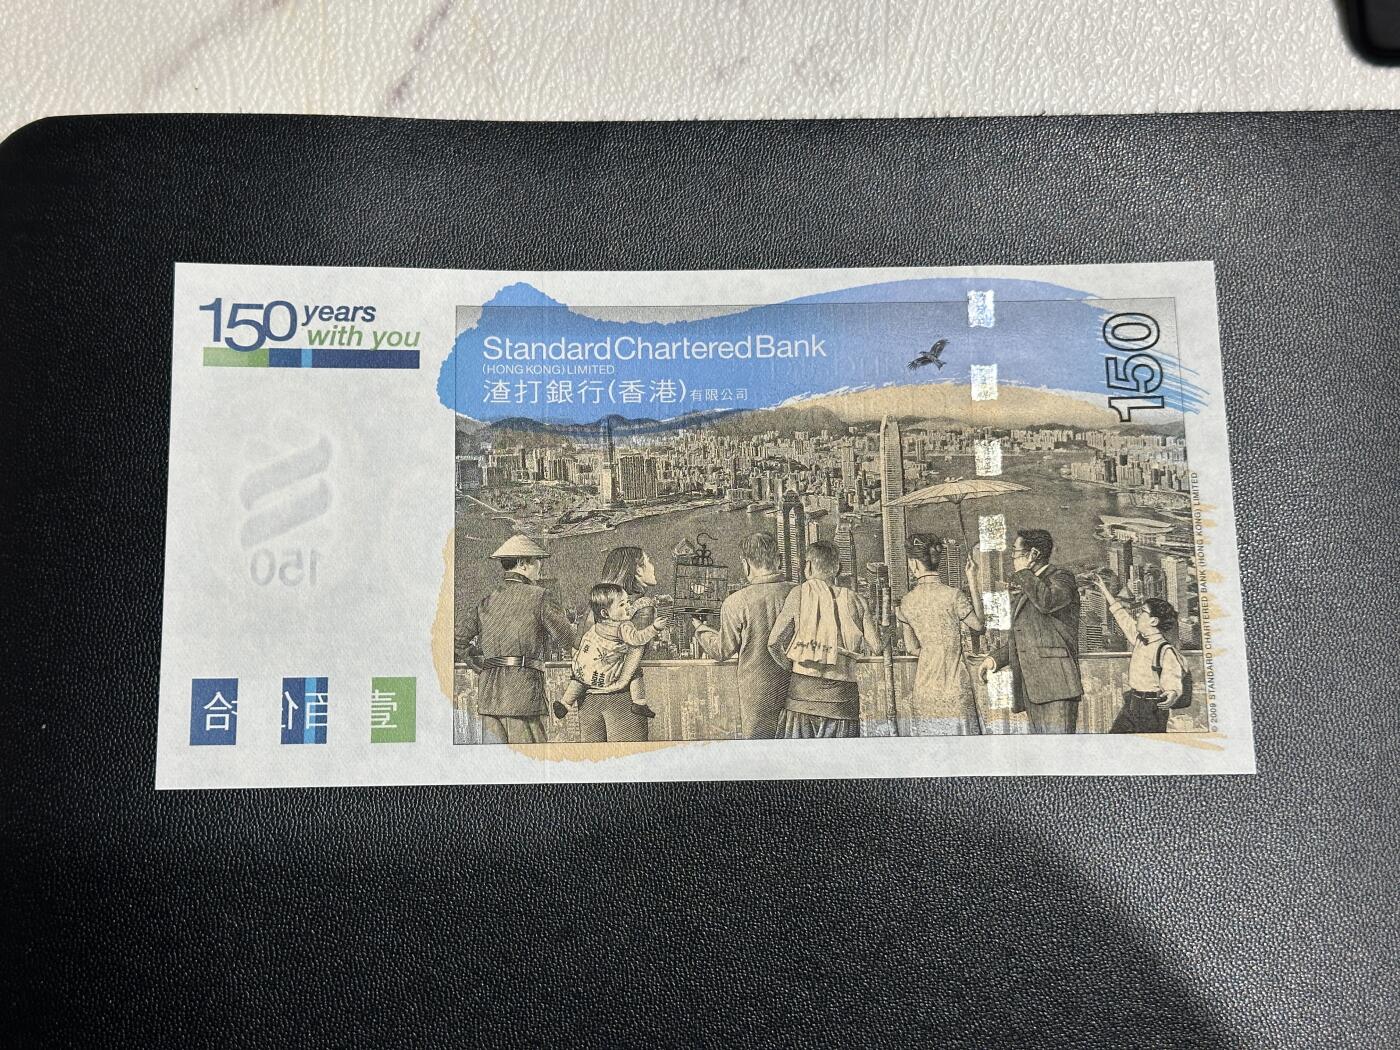 150 years
with you
Standard Chartered Bank
(HONG KONG) LIMITED
渣打銀行(香港)有限公司
150
150
© 2009 STANDARD CHARTERED BANK (HONG KONG) LIMITED